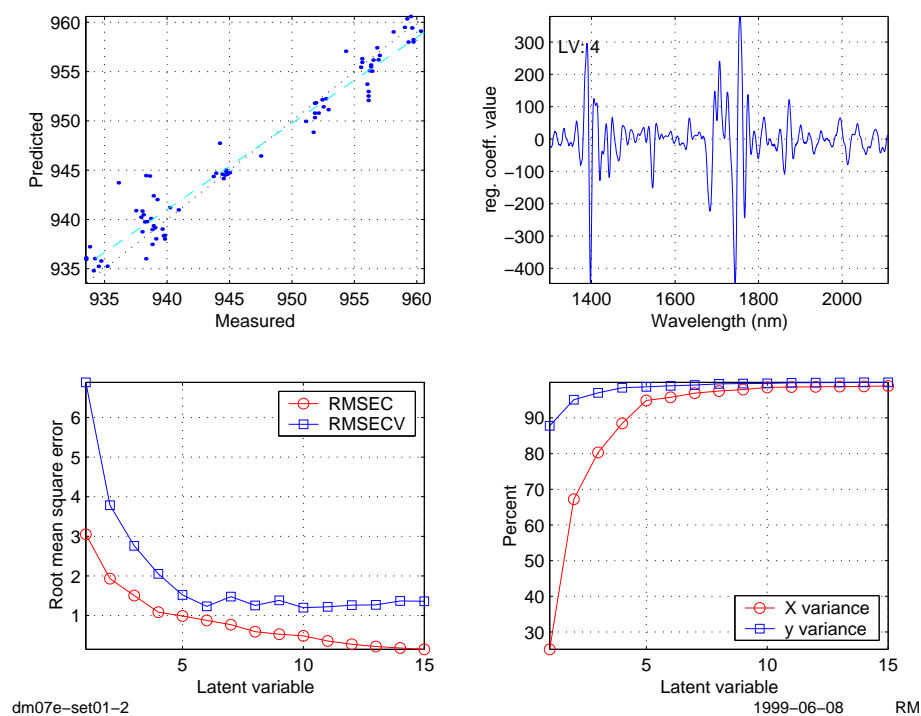 960
955
950
945
940
935
Predicted
935 940 945 950 955 960
Measured
LV: 4
300
200
100
0
−100
−200
−300
−400
reg. coeff. value
1400 1600 1800 2000
Wavelength (nm)
6
5
4
3
2
1
Root mean square error
RMSEC
RMSECV
5 10 15
Latent variable
90
80
70
60
50
40
30
Percent
X variance
y variance
5 10 15
Latent variable
dm07e−set01−2
1999−06−08
RM